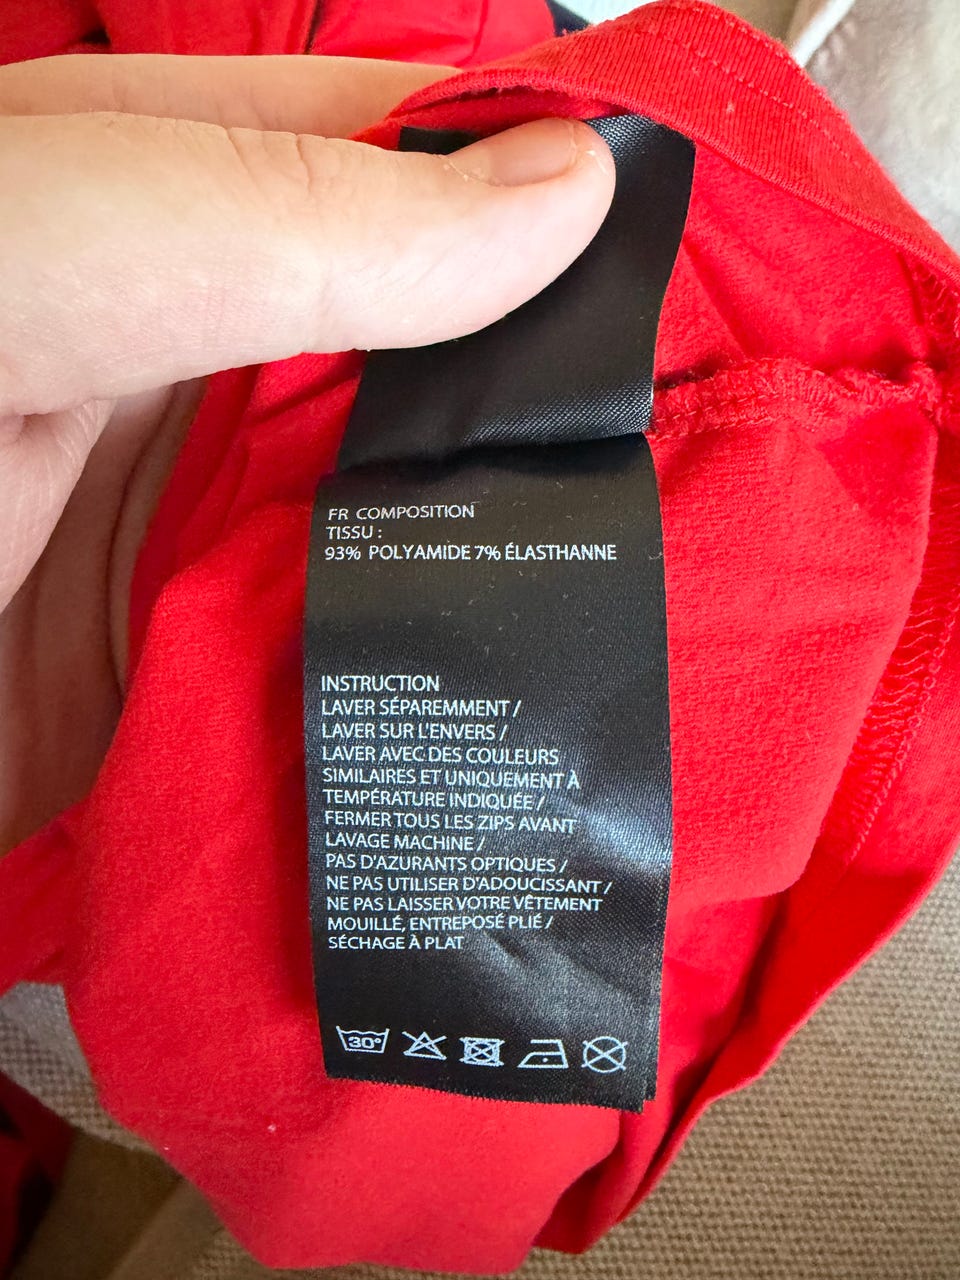 FR COMPOSITION
TISSU :
93% POLYAMIDE 7% ÉLASTHANNE
INSTRUCTION
LAVER SÉPAREMMENT /
LAVER SUR L'ENVERS /
LAVER AVEC DES COULEURS
SIMILAIRES ET UNIQUEMENT À
TEMPÉRATURE INDIQUÉE /
FERMER TOUS LES ZIPS AVANT
LAVAGE MACHINE /
PAS D'AZURANTS OPTIQUES /
NE PAS UTILISER D'ADOUCISSANT /
NE PAS LAISSER VOTRE VÊTEMENT
MOUILLÉ, ENTREPOSÉ PLIÉ /
SÉCHAGE À PLAT
30°